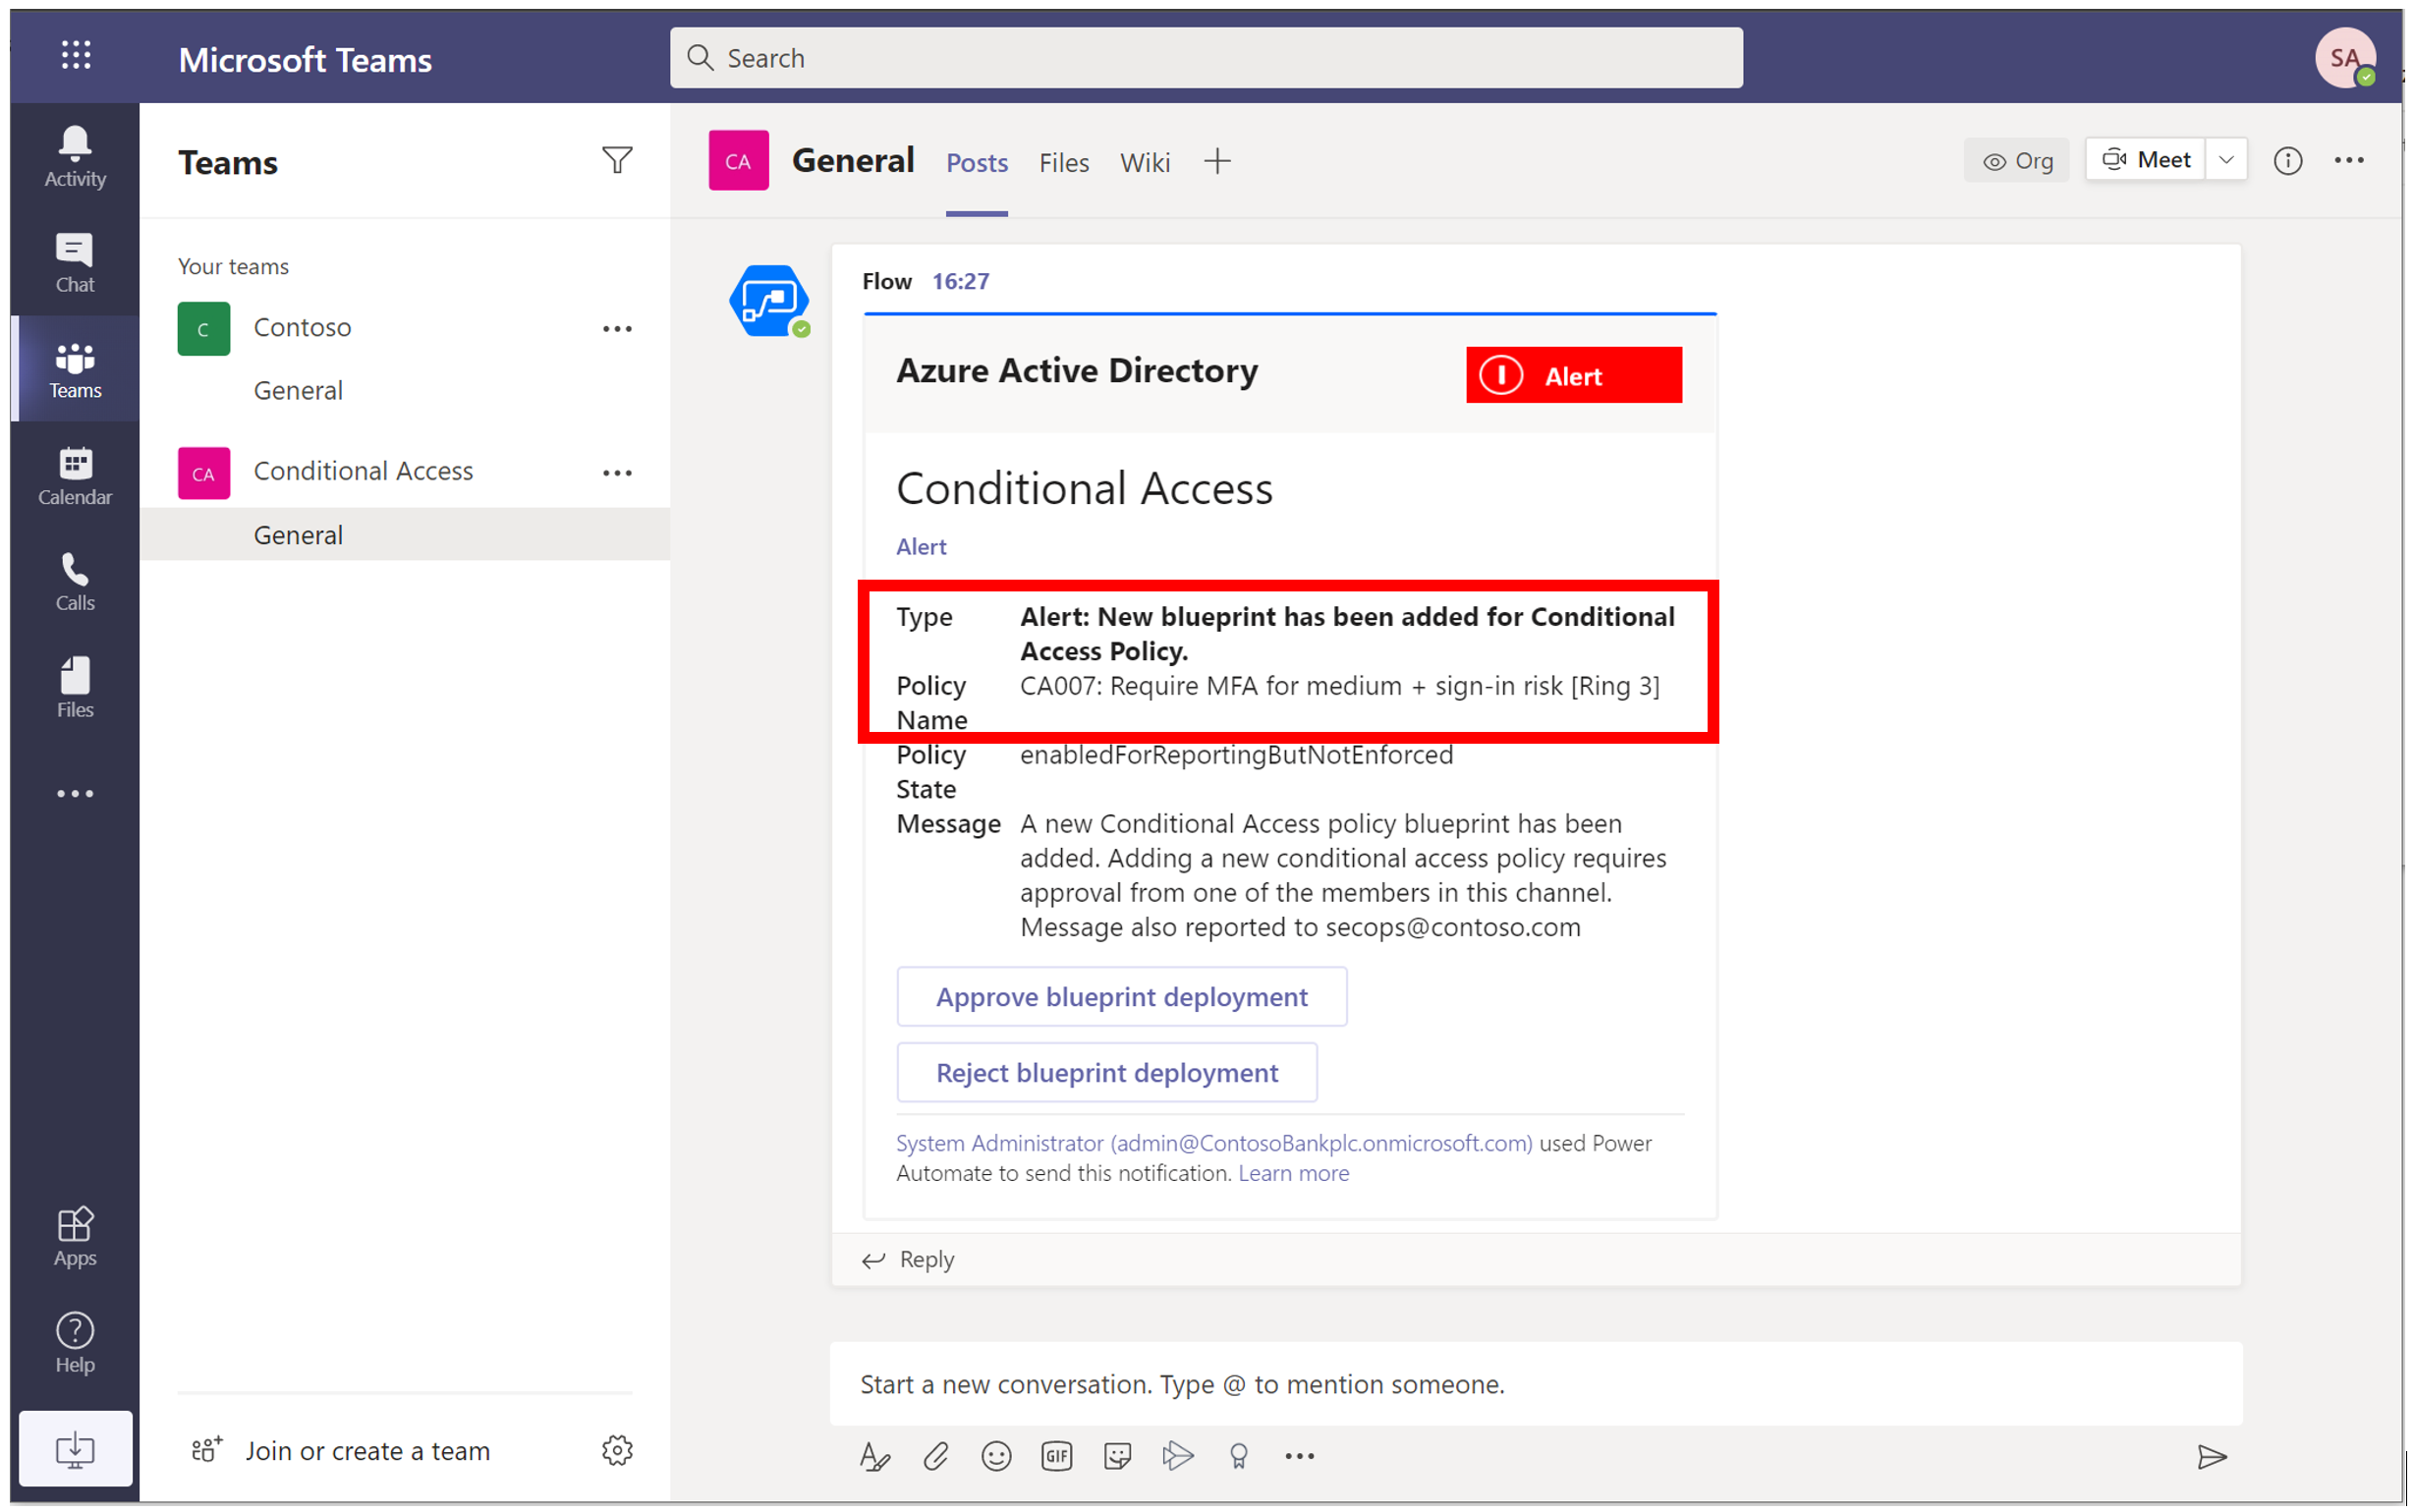 Microsoft Teams
Search
SA
Activity
Chat
Teams
Calendar
Calls
Files
Apps
Help
Teams
Your teams
C
Contoso
General
CA
Conditional Access
General
Join or create a team
CA
General
Posts
Files
Wiki
Org
Meet
Flow 16:27
Azure Active Directory
Alert
Conditional Access
Alert
Type Alert: New blueprint has been added for Conditional
Access Policy.
Policy CA007: Require MFA for medium + sign-in risk [Ring 3]
Name
Policy enabledForReportingButNotEnforced
State
Message A new Conditional Access policy blueprint has been
added. Adding a new conditional access policy requires
approval from one of the members in this channel.
Message also reported to secops@contoso.com
Approve blueprint deployment
Reject blueprint deployment
System Administrator (admin@ContosoBankplc.onmicrosoft.com) used Power
Automate to send this notification. Learn more
Reply
Start a new conversation. Type @ to mention someone.
GIF